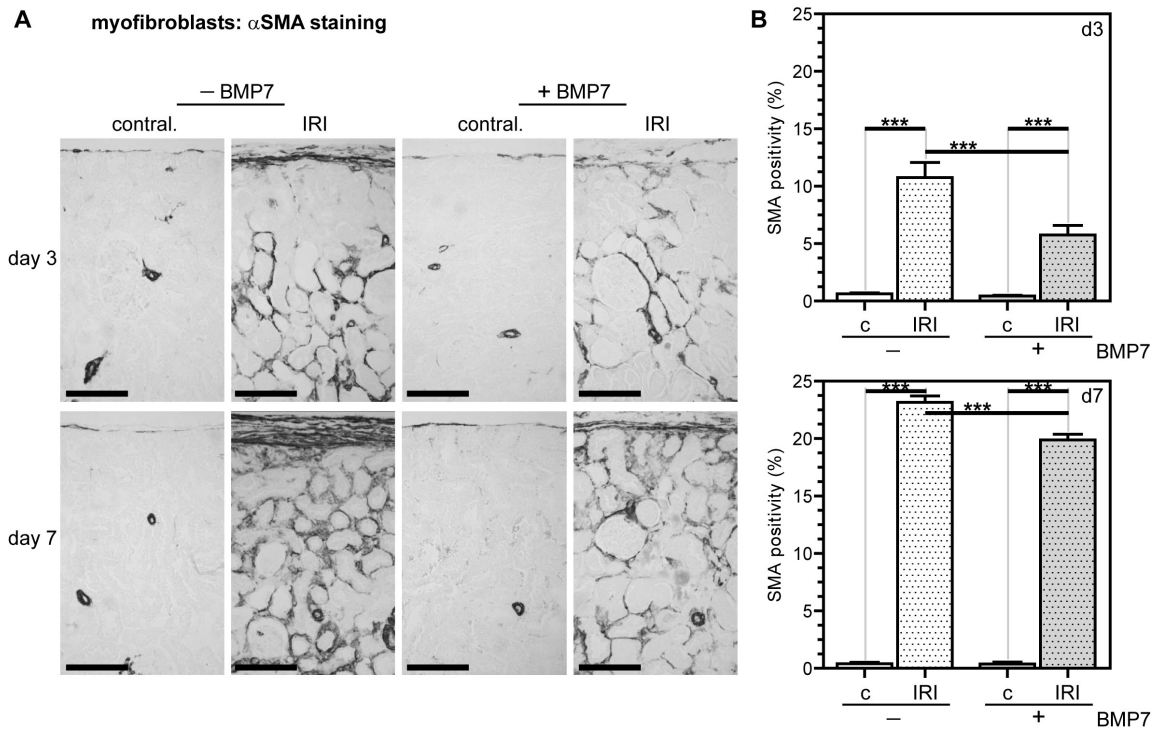 A
myofibroblasts: αSMA staining
− BMP7
+ BMP7
contral.
IRI
contral.
IRI
day 3
day 7
B
d3
SMA positivity (%)
25
20
15
10
5
0
***
***
***
c
IRI
c
IRI
−
+
BMP7
d7
SMA positivity (%)
25
20
15
10
5
0
***
***
***
c
IRI
c
IRI
−
+
BMP7